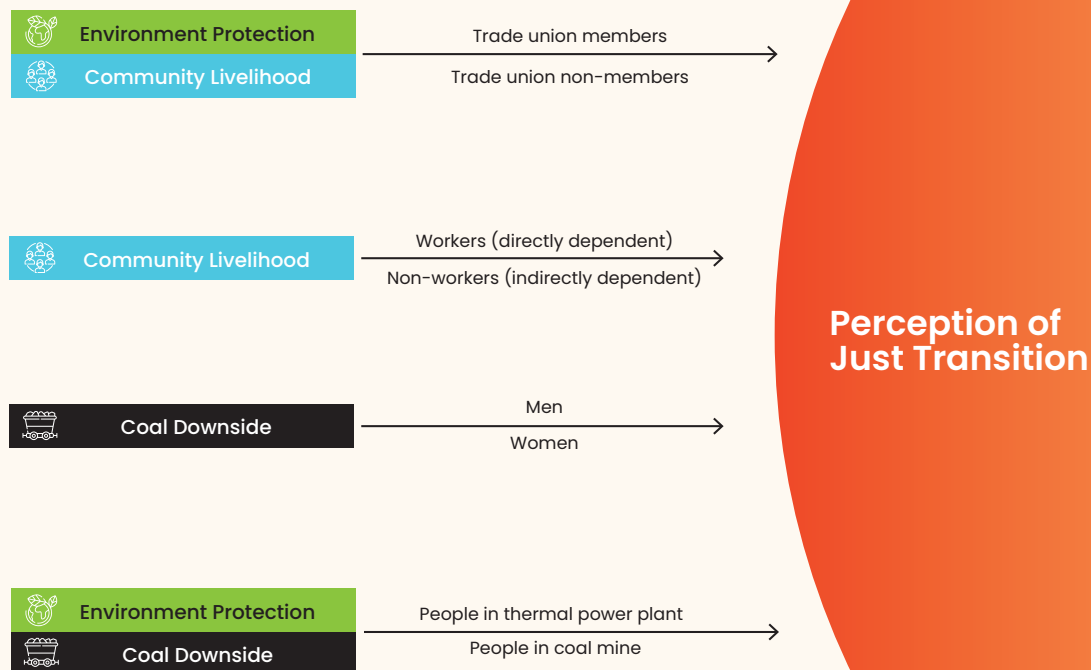 Environment Protection
Community Livelihood
Trade union members
Trade union non-members
Community Livelihood
Workers (directly dependent)
Non-workers (indirectly dependent)
Perception of
Just Transition
Coal Downside
Men
Women
Environment Protection
Coal Downside
People in thermal power plant
People in coal mine